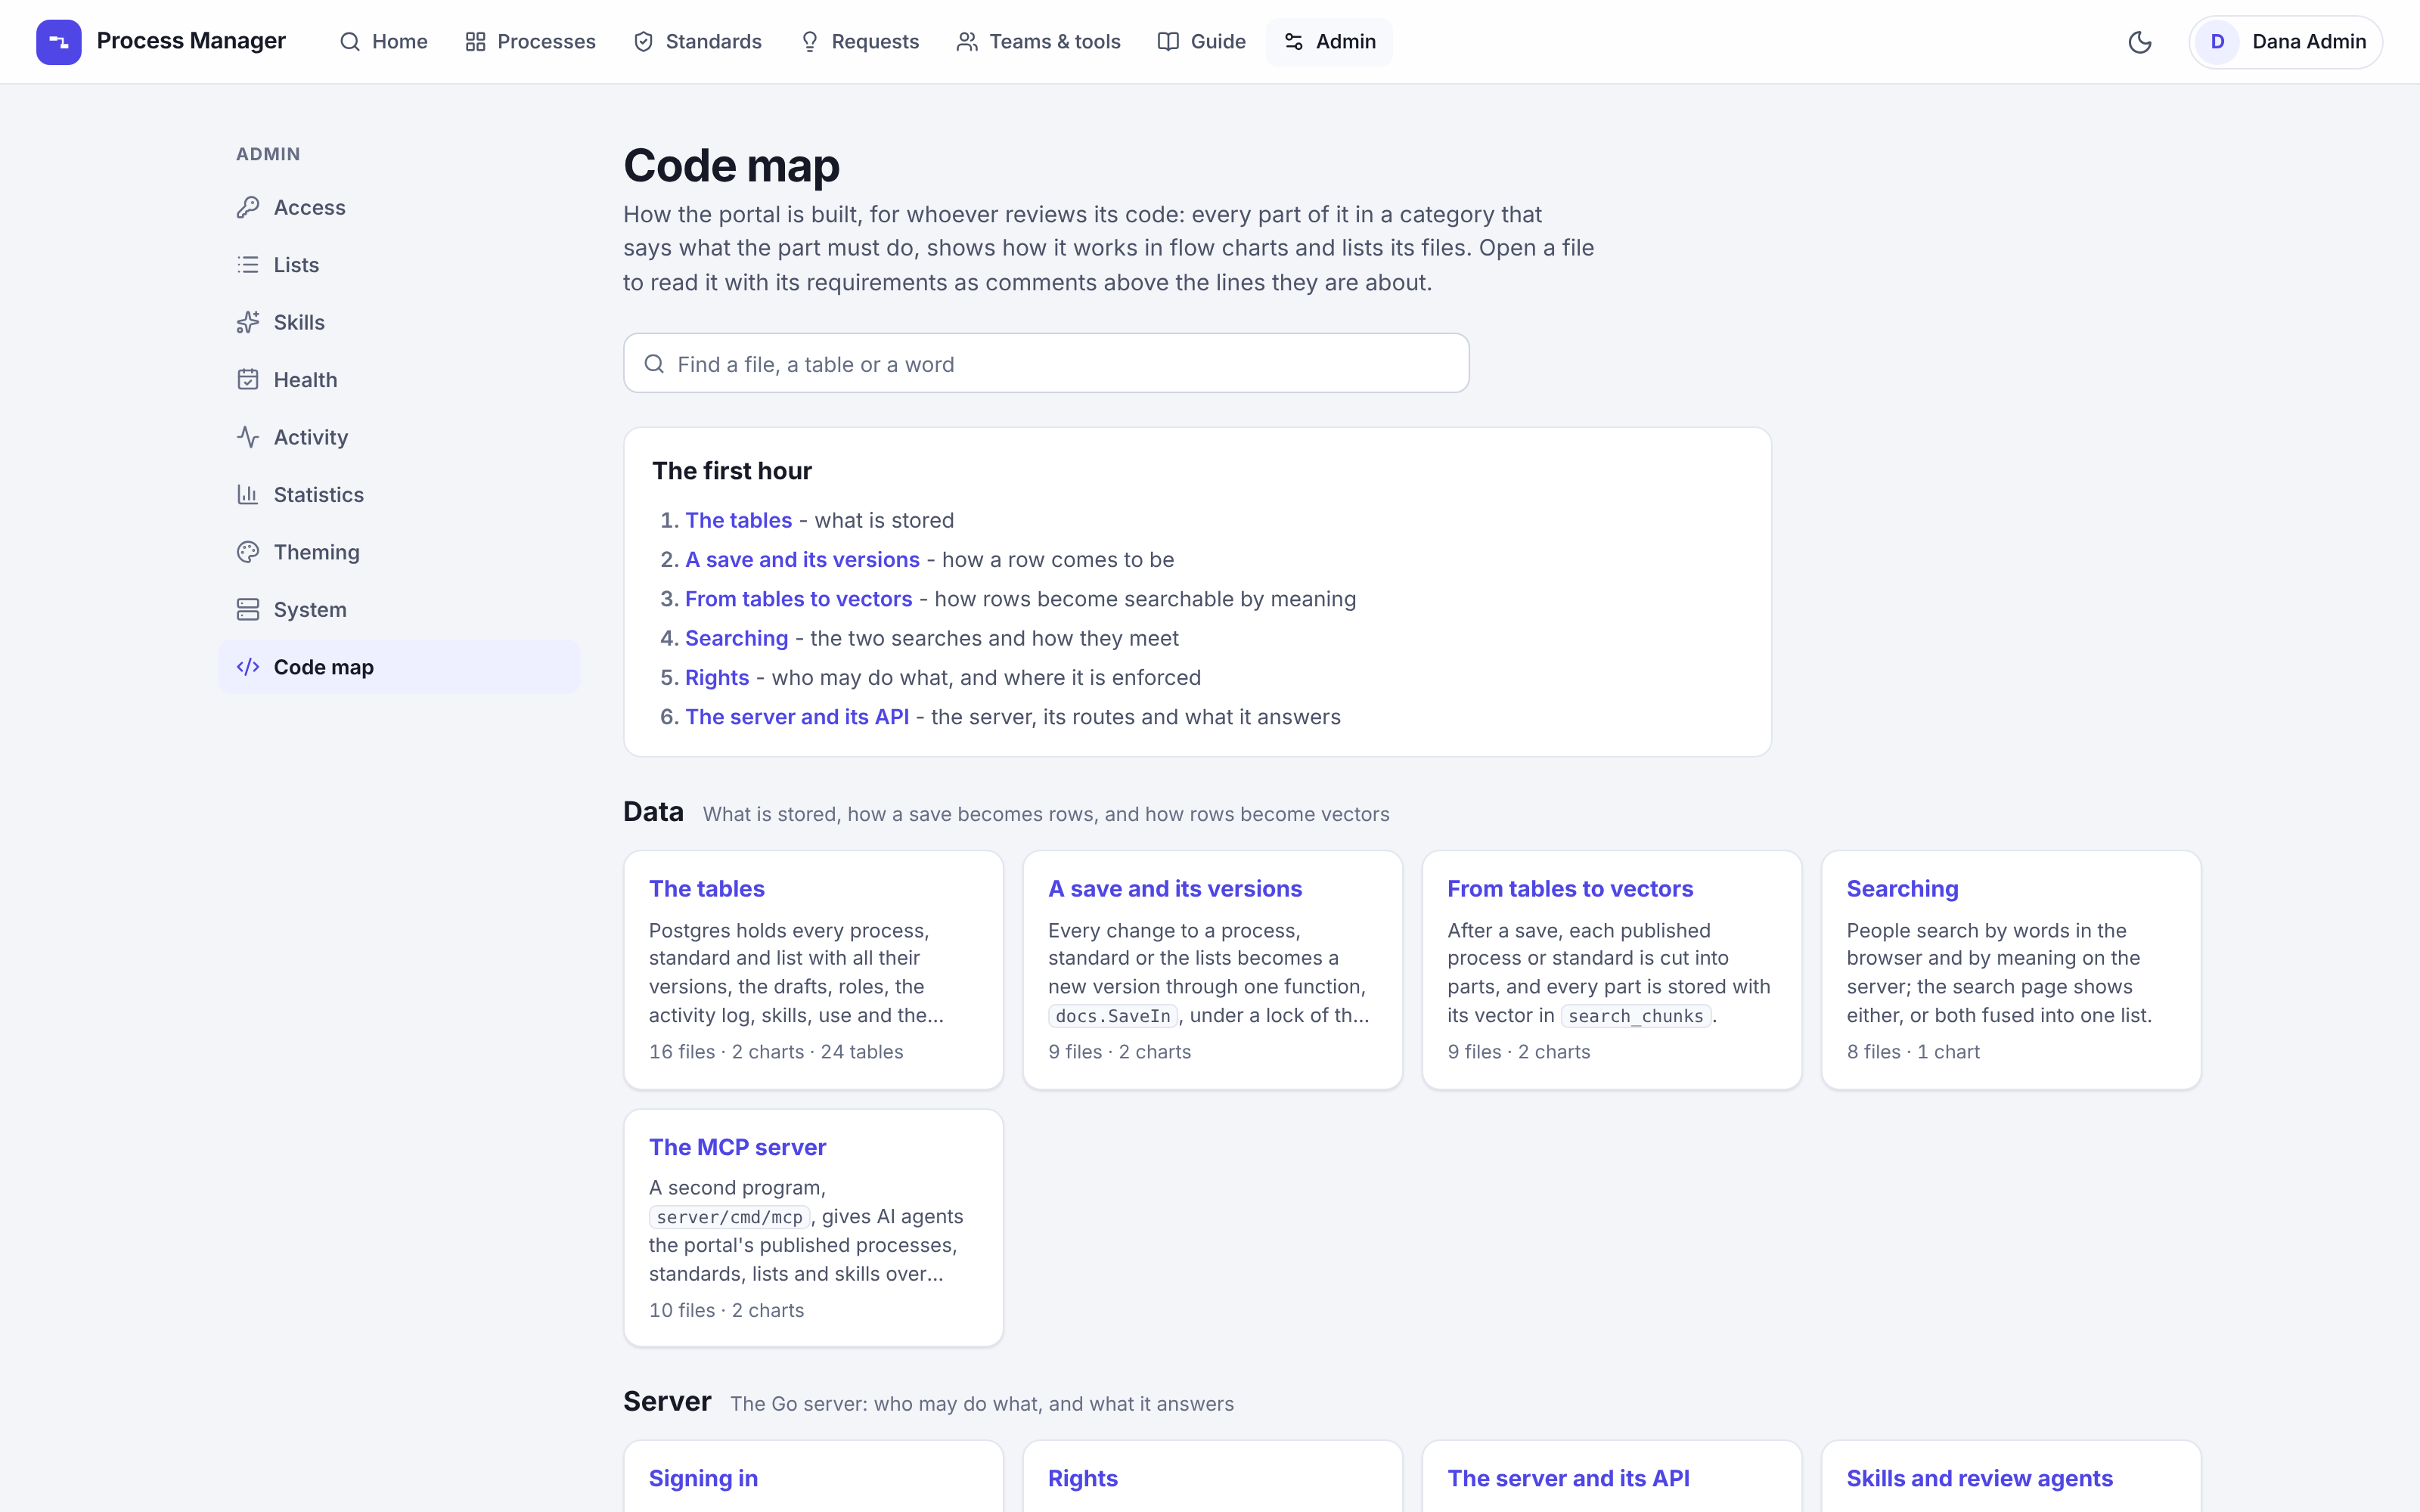 Process Manager
Home
Processes
Standards
Requests
Teams & tools
Guide
Admin
D
Dana Admin
ADMIN
Access
Lists
Skills
Health
Activity
Statistics
Theming
System
Code map
Code map
How the portal is built, for whoever reviews its code: every part of it in a category that
says what the part must do, shows how it works in flow charts and lists its files. Open a file
to read it with its requirements as comments above the lines they are about.
Find a file, a table or a word
The first hour
1. The tables - what is stored
2. A save and its versions - how a row comes to be
3. From tables to vectors - how rows become searchable by meaning
4. Searching - the two searches and how they meet
5. Rights - who may do what, and where it is enforced
6. The server and its API - the server, its routes and what it answers
Data What is stored, how a save becomes rows, and how rows become vectors
The tables
Postgres holds every process,
standard and list with all their
versions, the drafts, roles, the
activity log, skills, use and the...
16 files · 2 charts · 24 tables
A save and its versions
Every change to a process,
standard or the lists becomes a
new version through one function,
docs.SaveIn, under a lock of th...
9 files · 2 charts
From tables to vectors
After a save, each published
process or standard is cut into
parts, and every part is stored with
its vector in search_chunks.
9 files · 2 charts
Searching
People search by words in the
browser and by meaning on the
server; the search page shows
either, or both fused into one list.
8 files · 1 chart
The MCP server
A second program,
server/cmd/mcp, gives AI agents
the portal's published processes,
standards, lists and skills over...
10 files · 2 charts
Server The Go server: who may do what, and what it answers
Signing in
Rights
The server and its API
Skills and review agents